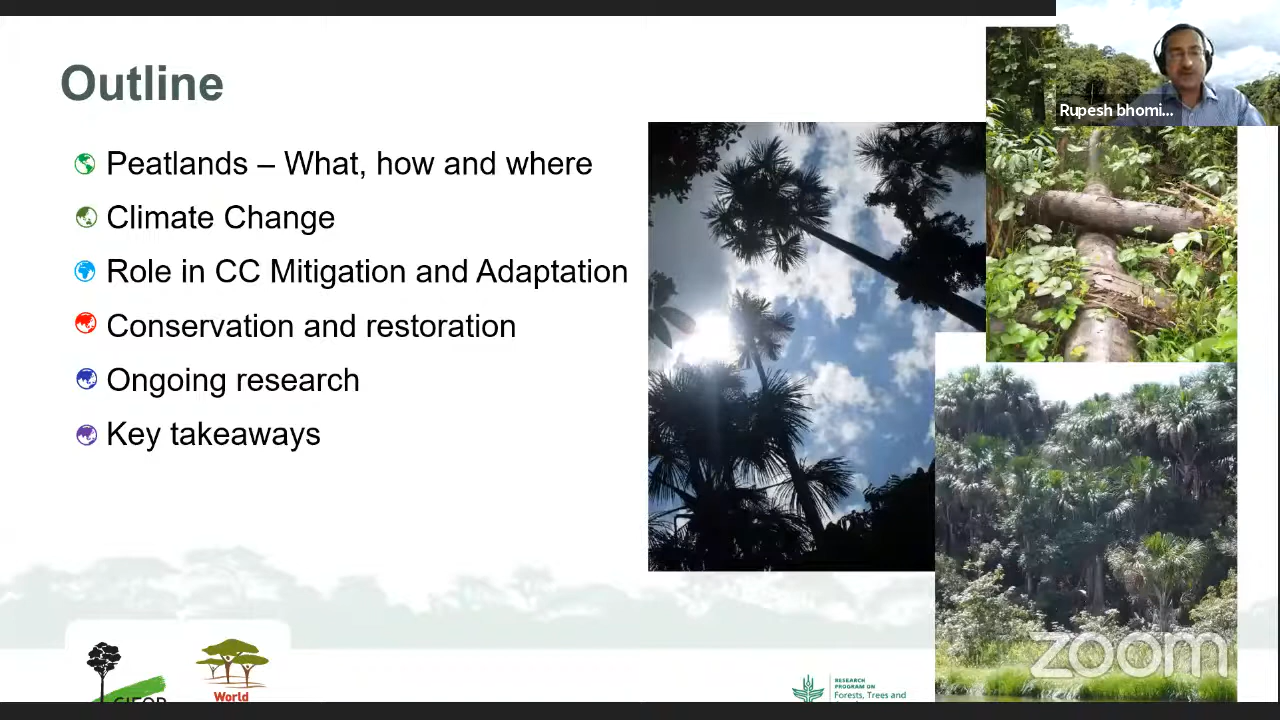 Outline
Peatlands – What, how and where
Climate Change
Role in CC Mitigation and Adaptation
Conservation and restoration
Ongoing research
Key takeaways
Rupesh bhomi...
CIFOR
World
RESEARCH
PROGRAM ON
Forests, Trees and
zoom